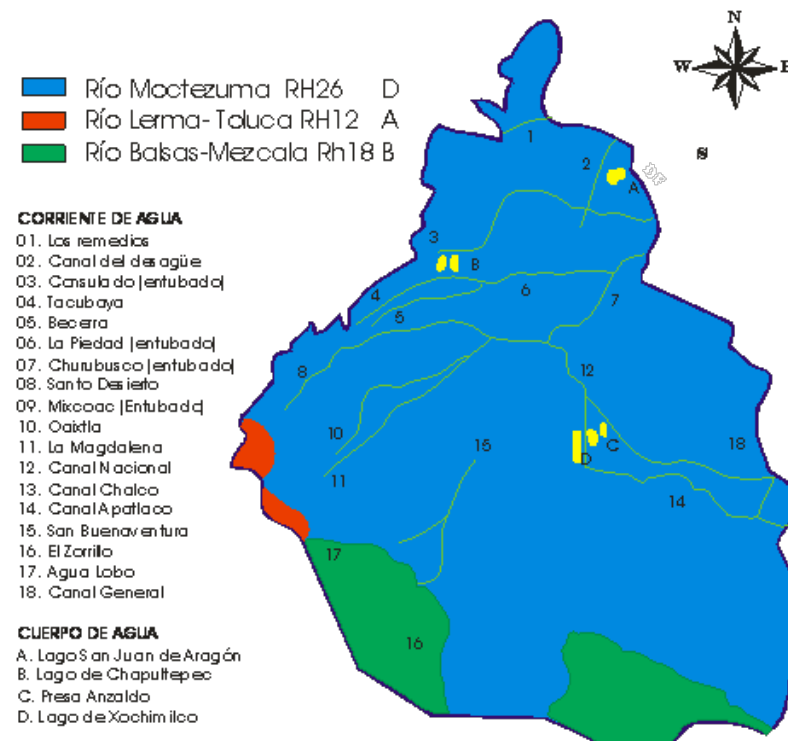 N
W E
S
Río Moctezuma RH26 D
Río Lerma-Toluca RH12 A
Río Balsas-Mezcala Rh18 B
DF
CORRIENTE DE AGUA
01. Los remedios
02. Canal del desagüe
03. Consulado |entubado|
04. Tacubaya
05. Becerra
06. La Piedad |entubado|
07. Churubusco |entubado|
08. Santo Desierto
09. Mixcoac |Entubado|
10. Oaixtla
11. La Magdalena
12. Canal Nacional
13. Canal Chalco
14. Canal Apatlaco
15. San Buenaventura
16. El Zorrillo
17. Agua Lobo
18. Canal General
CUERPO DE AGUA
A. Lago San Juan de Aragón
B. Lago de Chapultepec
C. Presa Anzaldo
D. Lago de Xochimilco
1
2
A
3
B
4
6
7
5
8
12
10
15
C
18
D
11
14
17
16